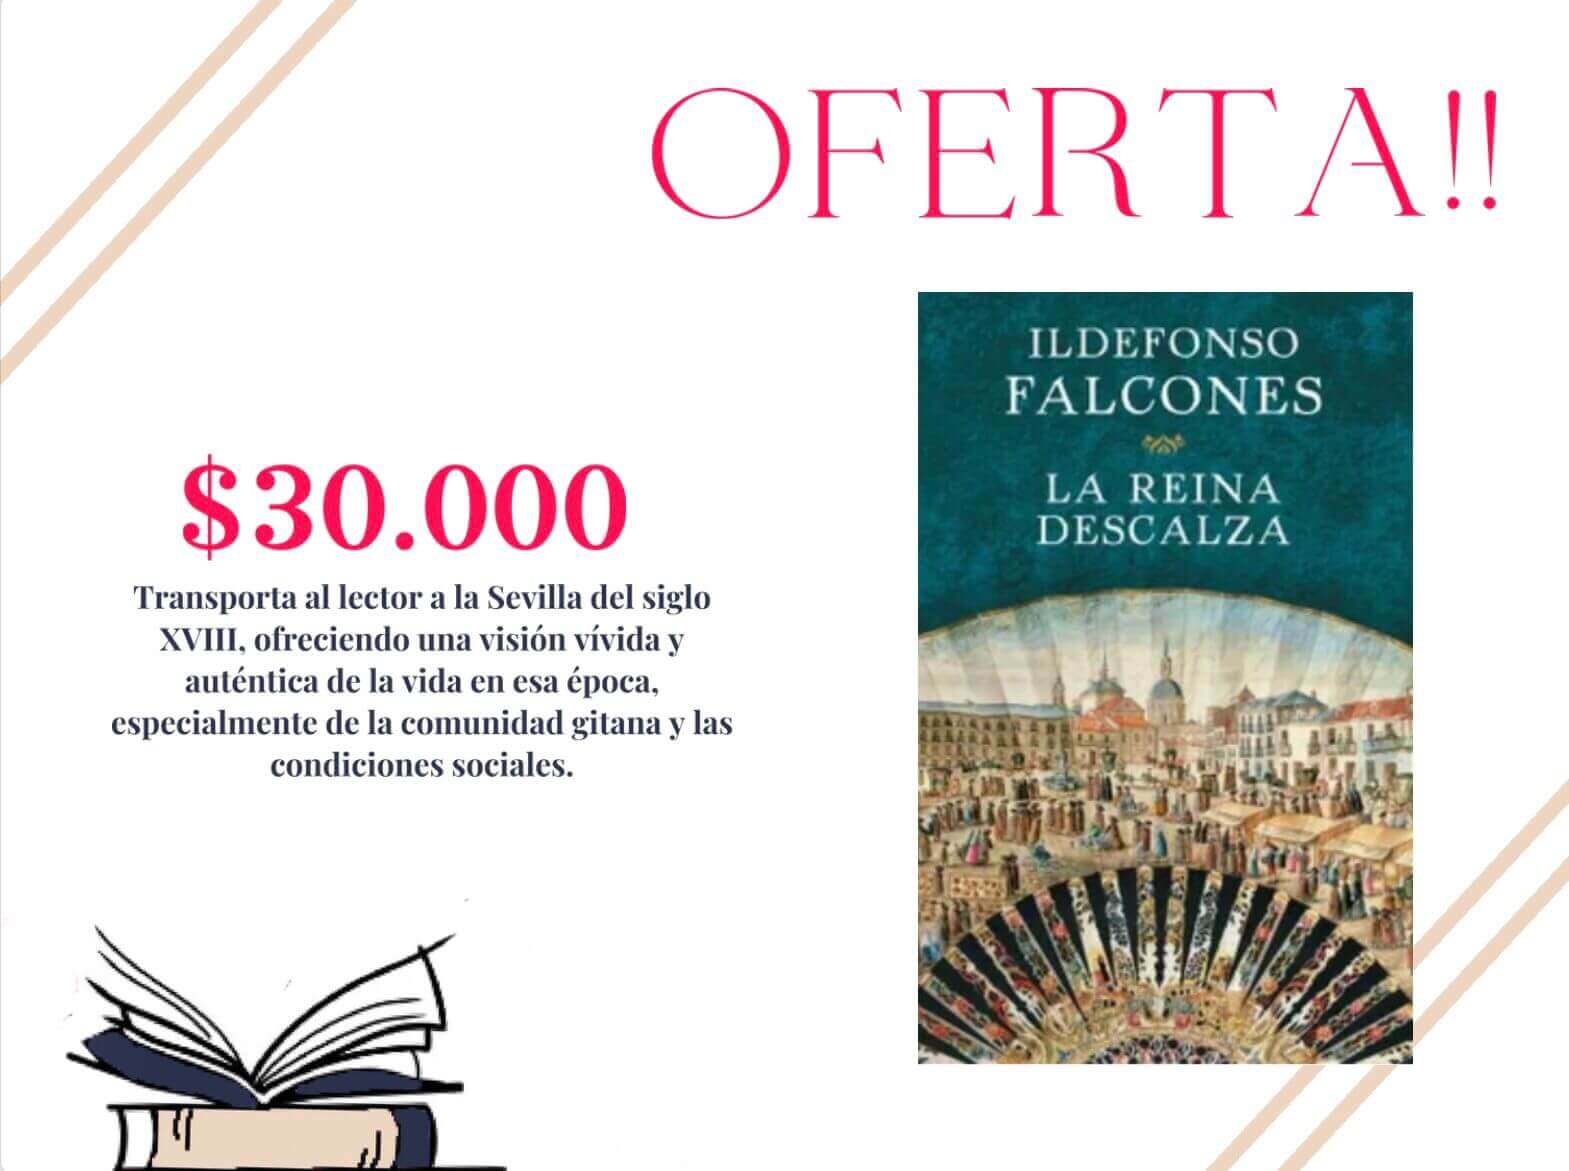 OFERTA!!
ILDEFONSO
FALCONES
LA REINA
DESCALZA
$30.000
Transporta al lector a la Sevilla del siglo
XVIII, ofreciendo una visión vívida y
auténtica de la vida en esa época,
especialmente de la comunidad gitana y las
condiciones sociales.